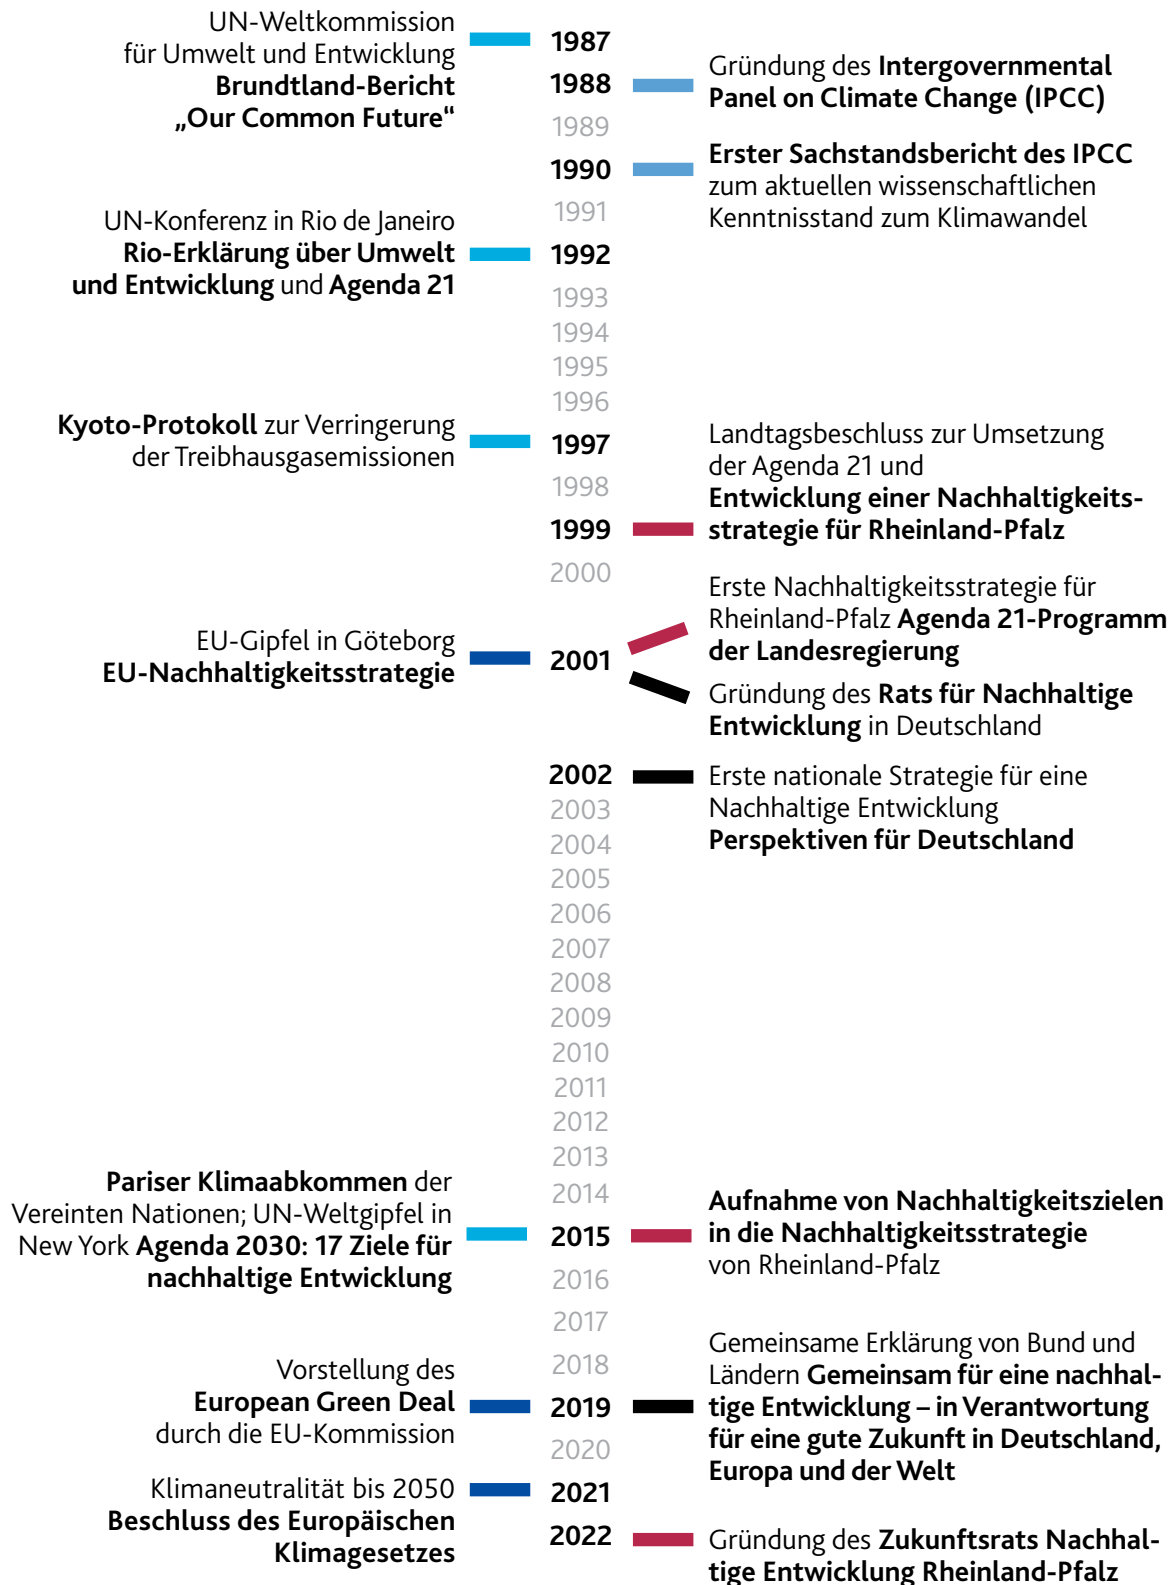 UN-Weltkommission
für Umwelt und Entwicklung
Brundtland-Bericht
„Our Common Future“
1987
1988
Gründung des Intergovernmental
Panel on Climate Change (IPCC)
1989
1990
Erster Sachstandsbericht des IPCC
zum aktuellen wissenschaftlichen
Kenntnisstand zum Klimawandel
1991
UN-Konferenz in Rio de Janeiro
Rio-Erklärung über Umwelt
und Entwicklung und Agenda 21
1992
1993
1994
1995
1996
Kyoto-Protokoll zur Verringerung
der Treibhausgasemissionen
1997
1998
Landtagsbeschluss zur Umsetzung
der Agenda 21 und
Entwicklung einer Nachhaltigkeits-
strategie für Rheinland-Pfalz
1999
2000
EU-Gipfel in Göteborg
EU-Nachhaltigkeitsstrategie
2001
Erste Nachhaltigkeitsstrategie für
Rheinland-Pfalz Agenda 21-Programm
der Landesregierung
Gründung des Rats für Nachhaltige
Entwicklung in Deutschland
2002
Erste nationale Strategie für eine
Nachhaltige Entwicklung
Perspektiven für Deutschland
2003
2004
2005
2006
2007
2008
2009
2010
2011
2012
2013
2014
Pariser Klimaabkommen der
Vereinten Nationen; UN-Weltgipfel in
New York Agenda 2030: 17 Ziele für
nachhaltige Entwicklung
2015
Aufnahme von Nachhaltigkeitszielen
in die Nachhaltigkeitsstrategie
von Rheinland-Pfalz
2016
2017
2018
Vorstellung des
European Green Deal
durch die EU-Kommission
2019
Gemeinsame Erklärung von Bund und
Ländern Gemeinsam für eine nachhal-
tige Entwicklung – in Verantwortung
für eine gute Zukunft in Deutschland,
Europa und der Welt
2020
Klimaneutralität bis 2050
Beschluss des Europäischen
Klimagesetzes
2021
2022
Gründung des Zukunftsrats Nachhal-
tige Entwicklung Rheinland-Pfalz